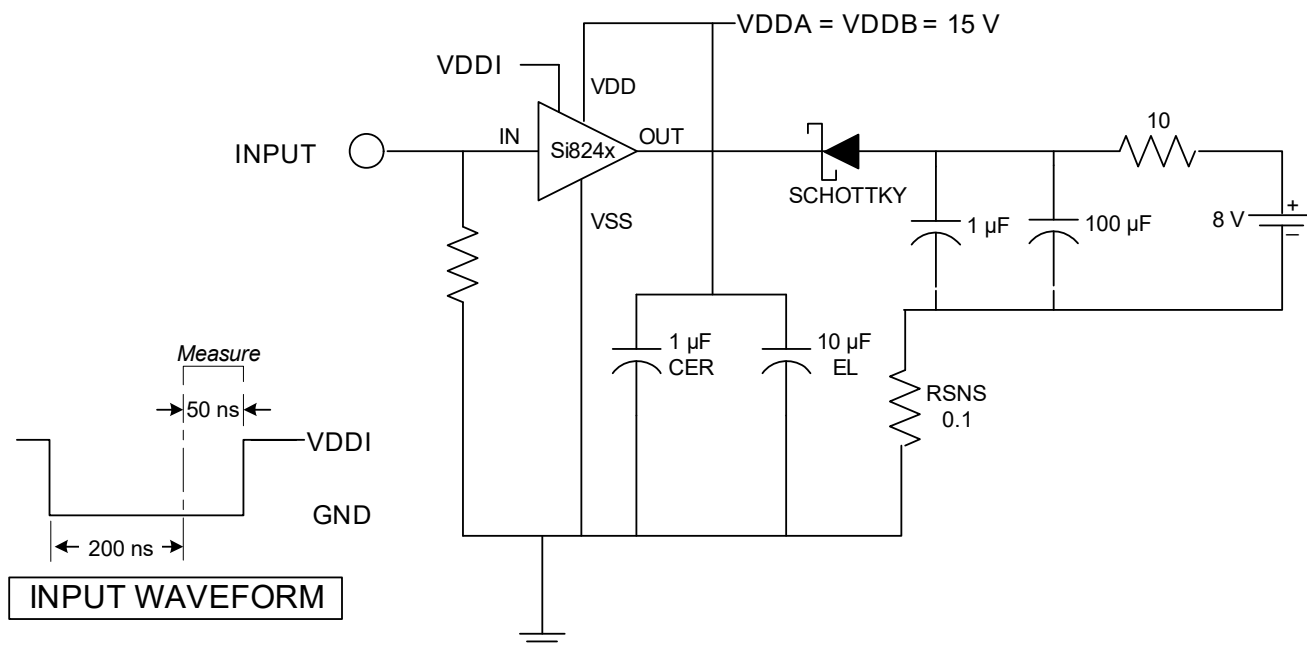 VDDA = VDDB = 15 V
VDDI
VDD
INPUT
IN
Si824x
OUT
SCHOTTKY
10
VSS
1 µF
100 µF
8 V
+
–
1 µF
CER
10 µF
EL
RSNS
0.1
Measure
50 ns
VDDI
GND
200 ns
INPUT WAVEFORM